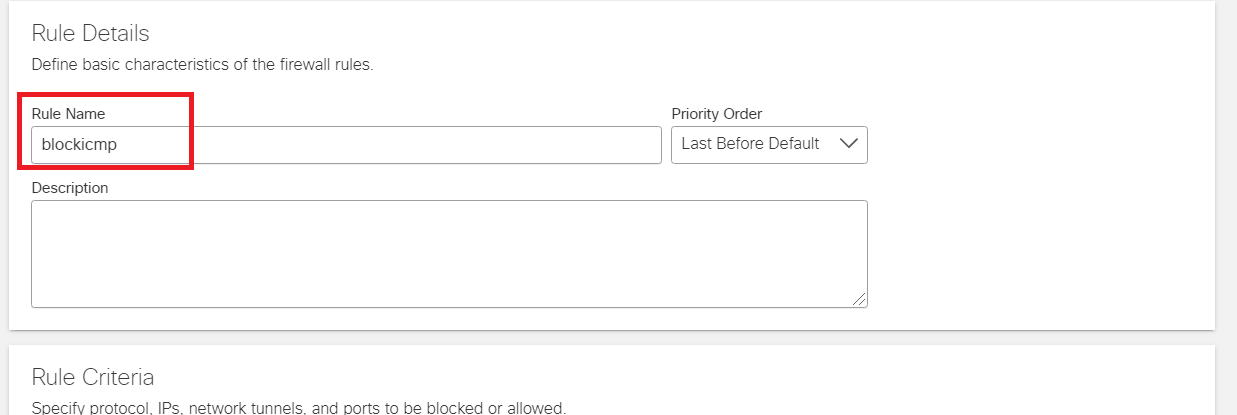 Rule Details
Define basic characteristics of the firewall rules.
Rule Name
Priority Order
blockicmp
Last Before Default
Description
Rule Criteria
Specify protocol, IPs, network tunnels, and ports to be blocked or allowed.